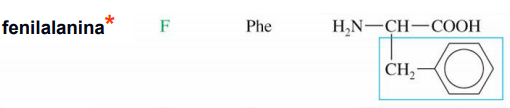 fenilalanina* F Phe H₂N—CH—COOH
CH₂—